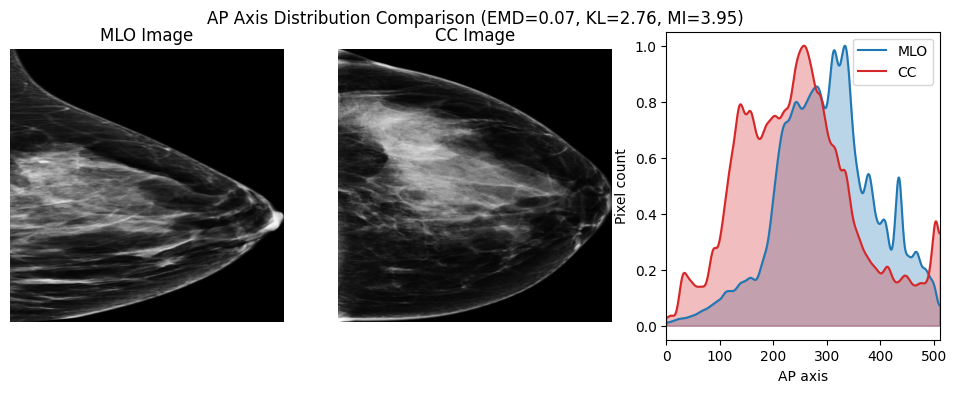 AP Axis Distribution Comparison (EMD=0.07, KL=2.76, MI=3.95)
MLO Image
CC Image
MLO
CC
Pixel count
1.0
0.8
0.6
0.4
0.2
0.0
0 100 200 300 400 500
AP axis